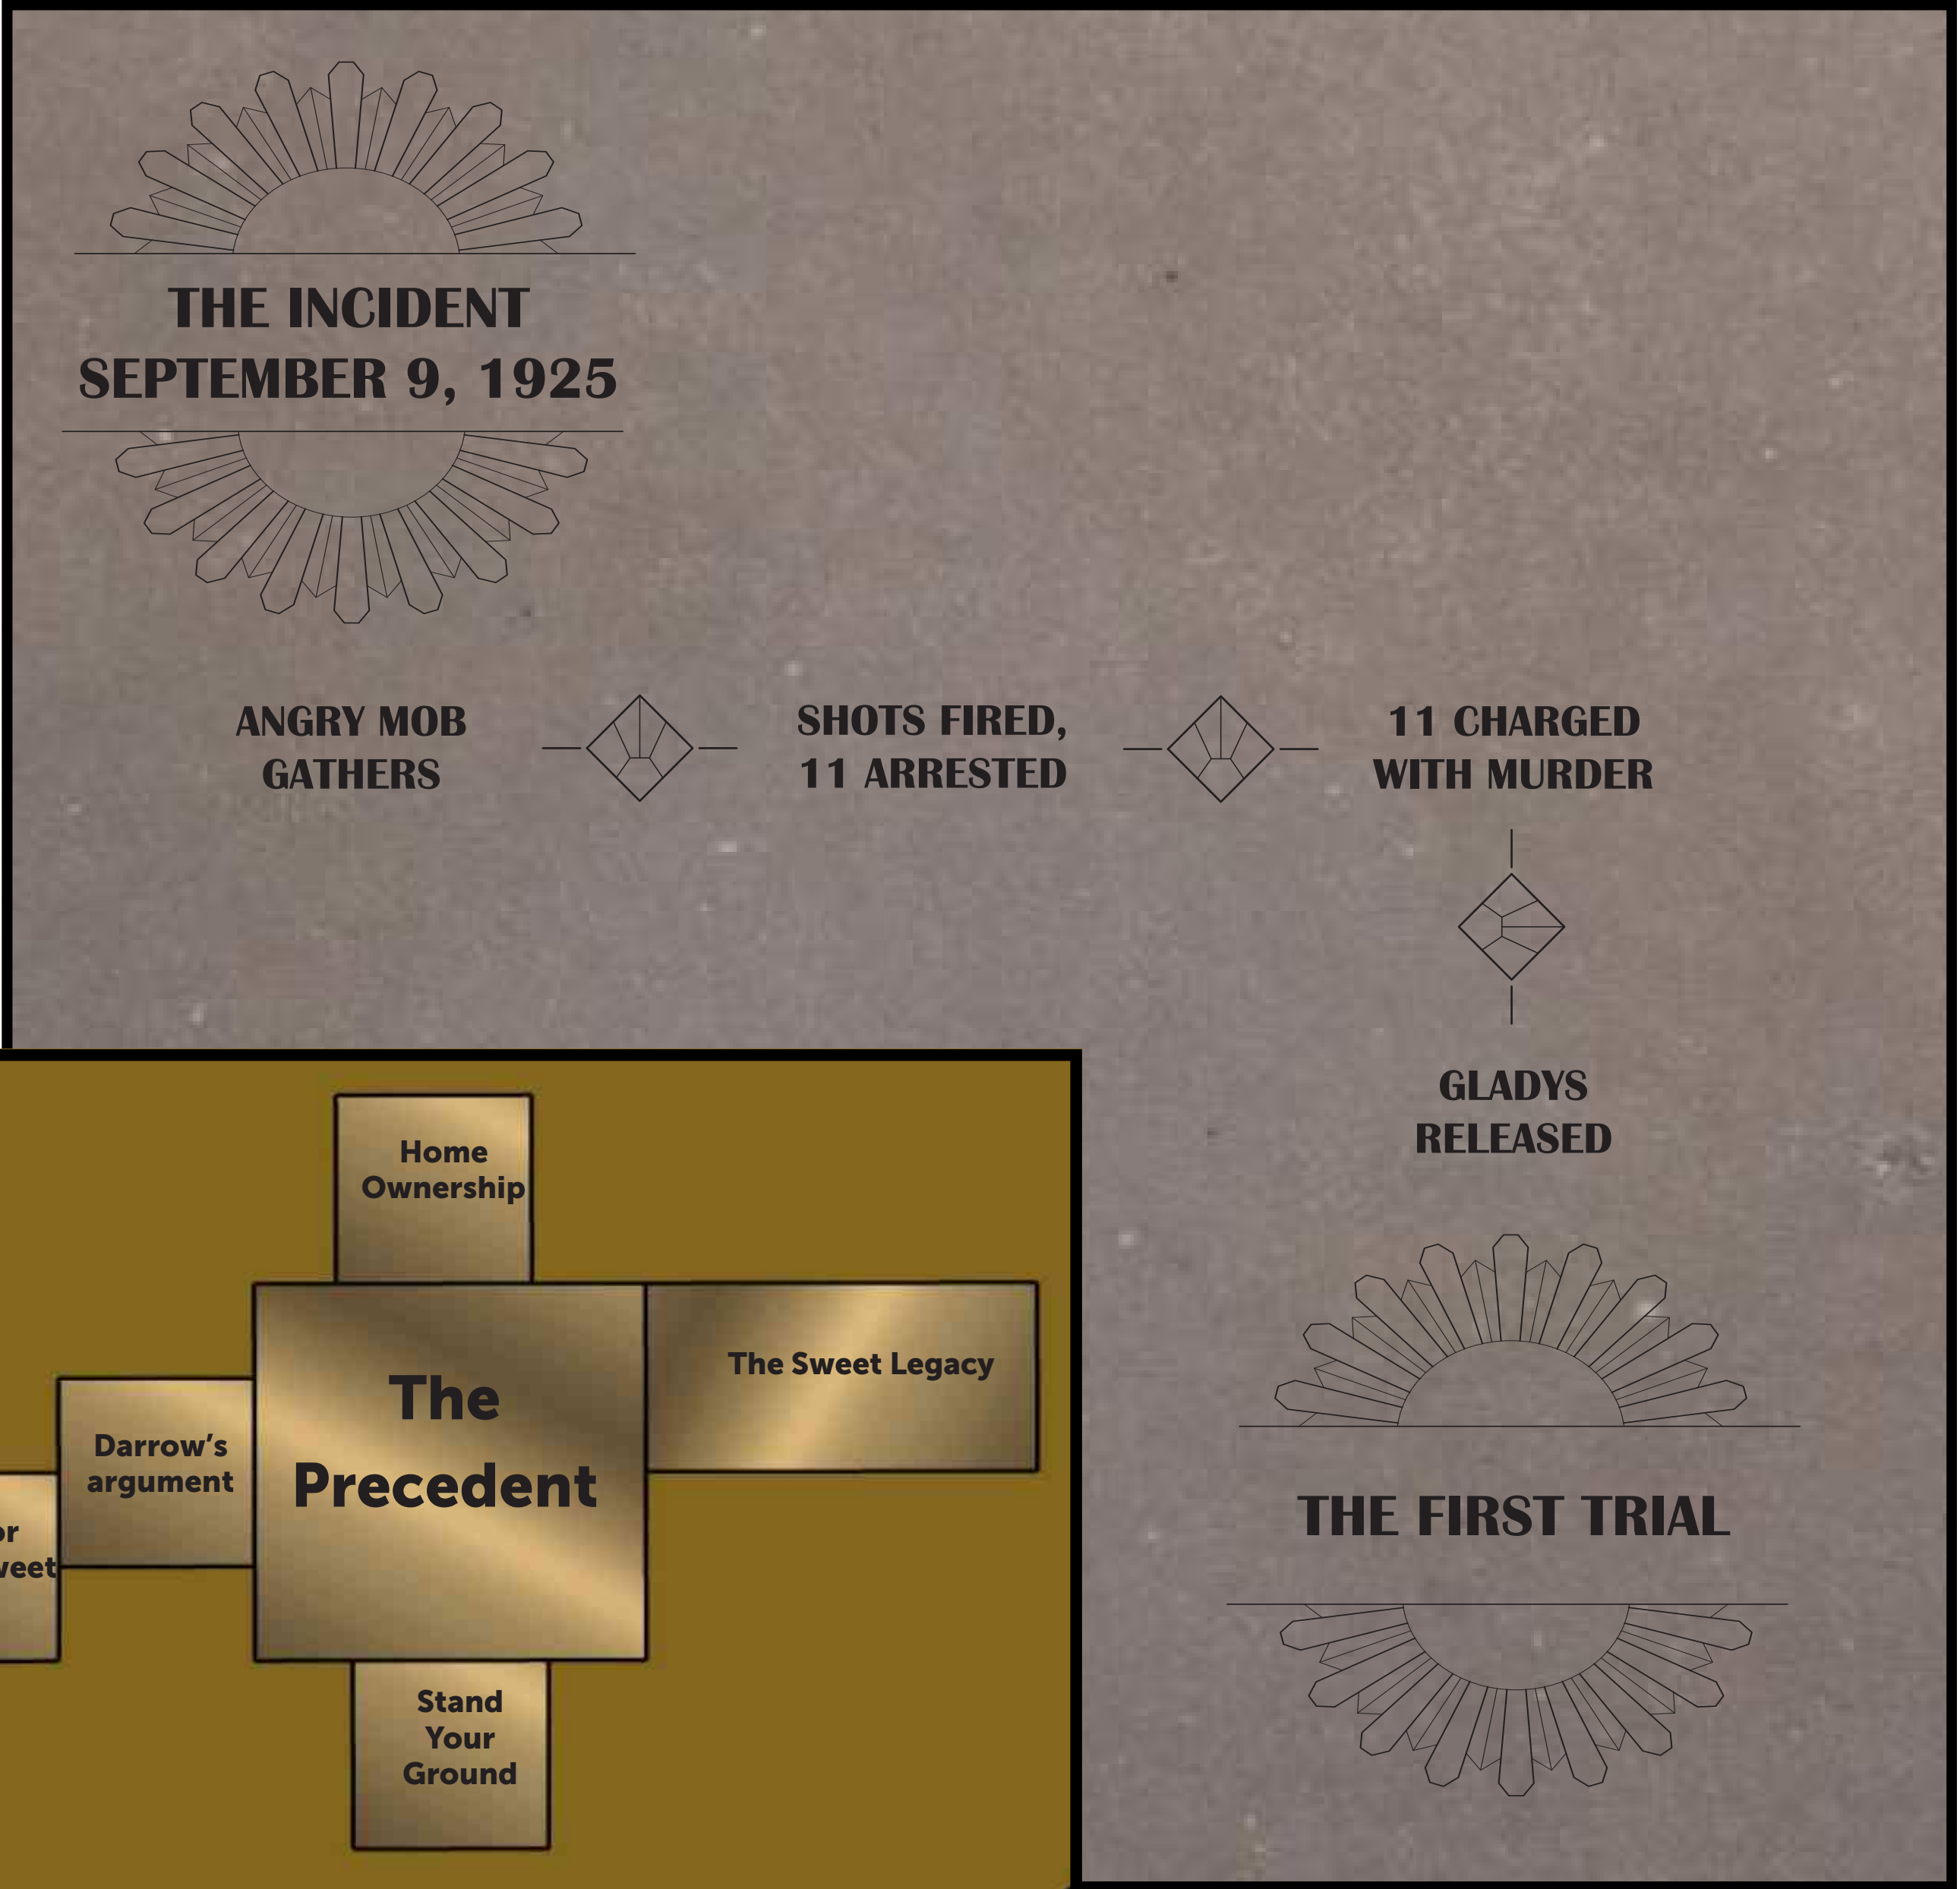 THE INCIDENT
SEPTEMBER 9, 1925
ANGRY MOB
GATHERS
SHOTS FIRED,
11 ARRESTED
11 CHARGED
WITH MURDER
GLADYS
RELEASED
THE FIRST TRIAL
Home
Ownership
The Sweet Legacy
The
Precedent
Darrow’s
argument
Stand
Your
Ground